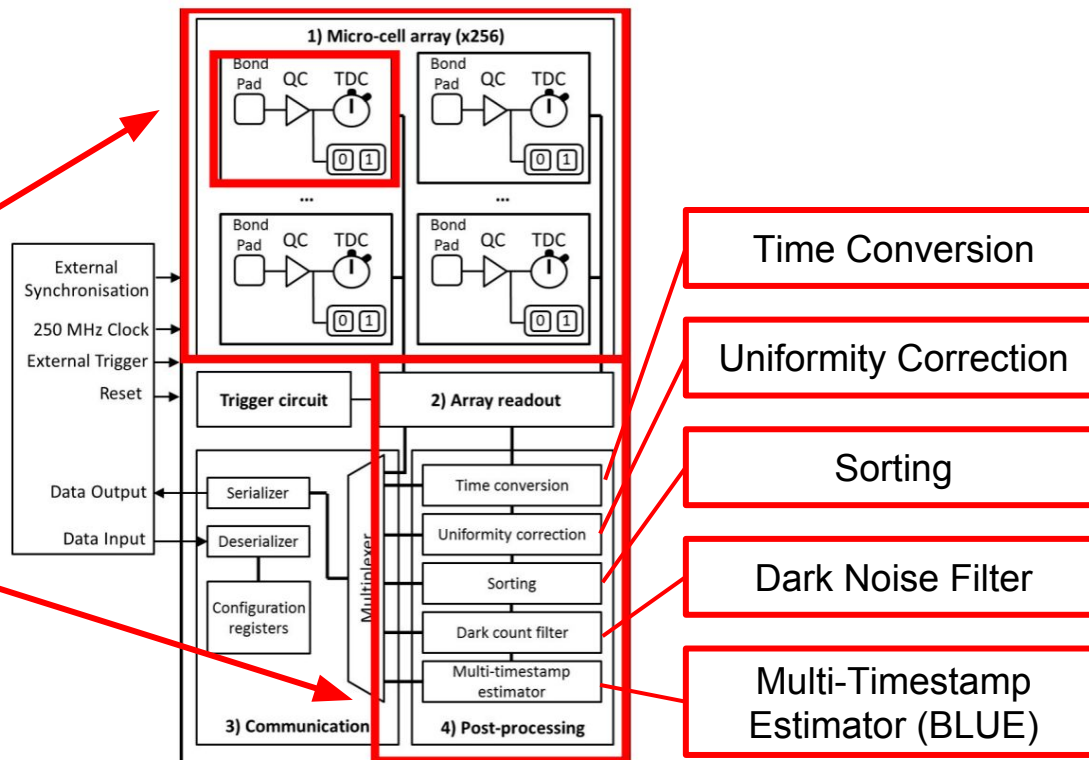 1) Micro-cell array (x256)
Bond
Pad
QC
TDC
0 1
Bond
Pad
QC
TDC
0 1
...
...
Bond
Pad
QC
TDC
0 1
Bond
Pad
QC
TDC
0 1
External
Synchronisation
250 MHz Clock
External Trigger
Reset
Data Output
Data Input
Trigger circuit
2) Array readout
Serializer
Deserializer
Configuration
registers
Multiplexer
3) Communication
Time conversion
Uniformity correction
Sorting
Dark count filter
Multi-timestamp
estimator
4) Post-processing
Time Conversion
Uniformity Correction
Sorting
Dark Noise Filter
Multi-Timestamp
Estimator (BLUE)